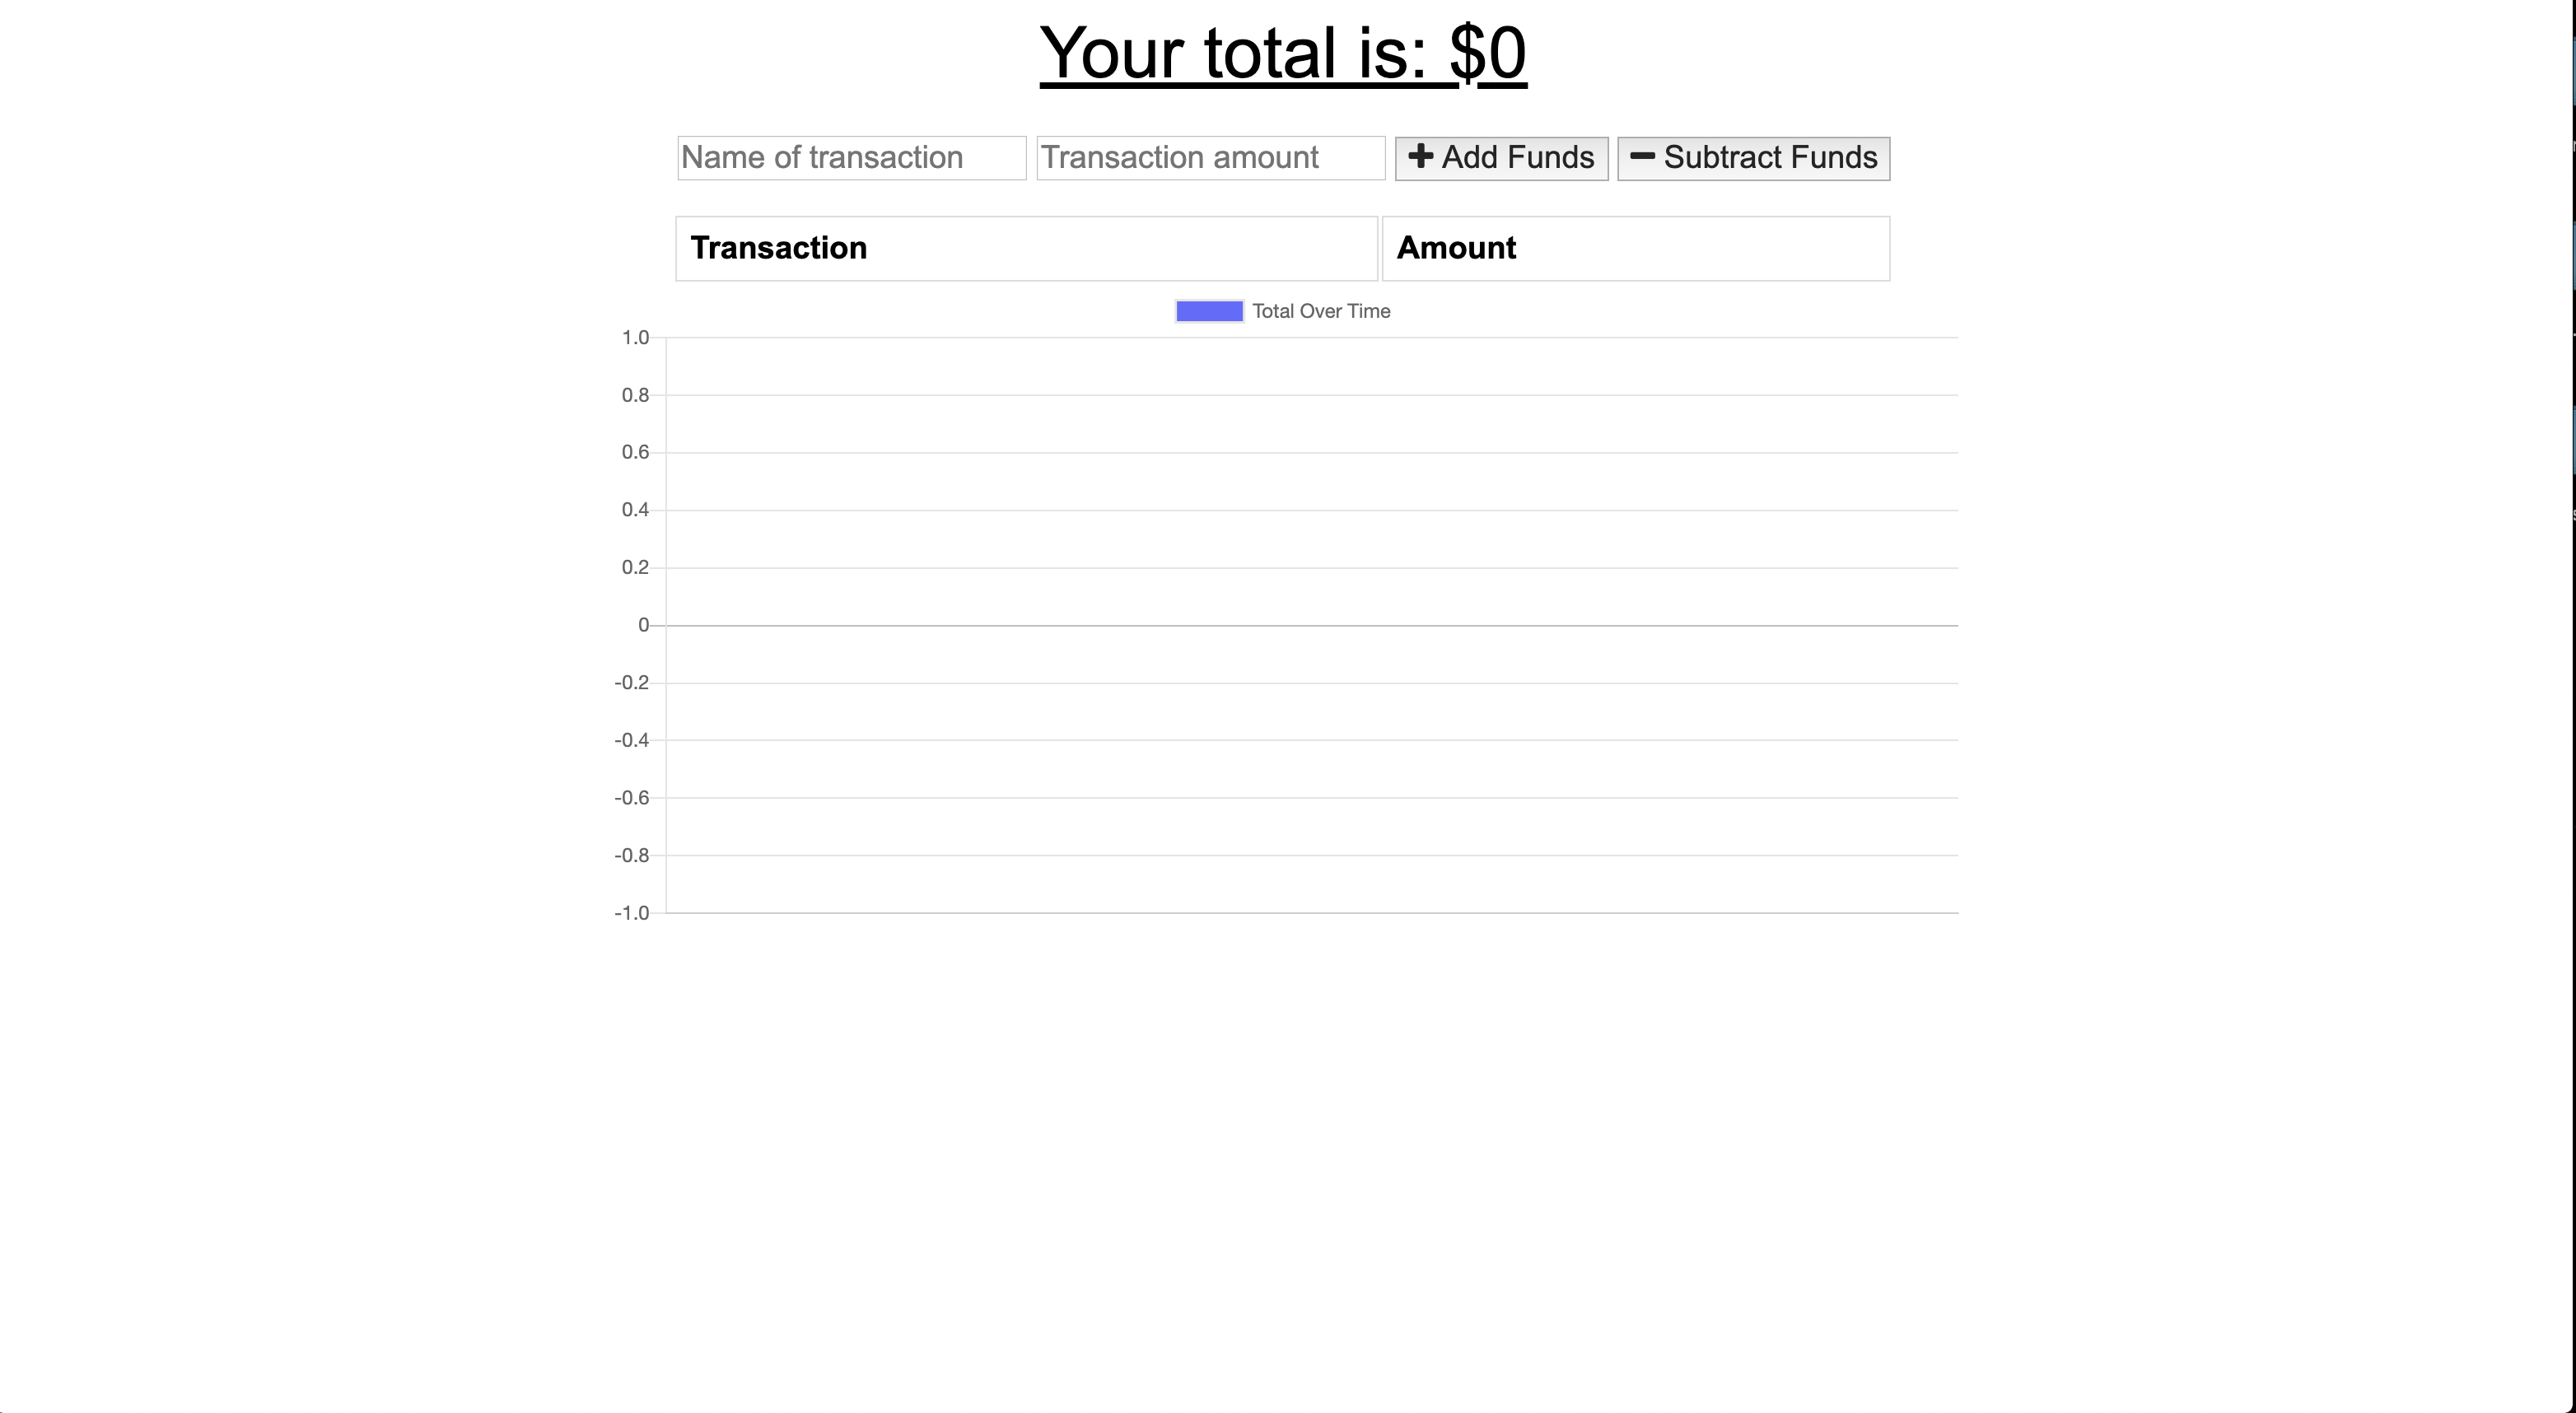 Your total is: $0
Name of transaction Transaction amount + Add Funds − Subtract Funds
Transaction Amount
Total Over Time
1.0
0.8
0.6
0.4
0.2
0
-0.2
-0.4
-0.6
-0.8
-1.0